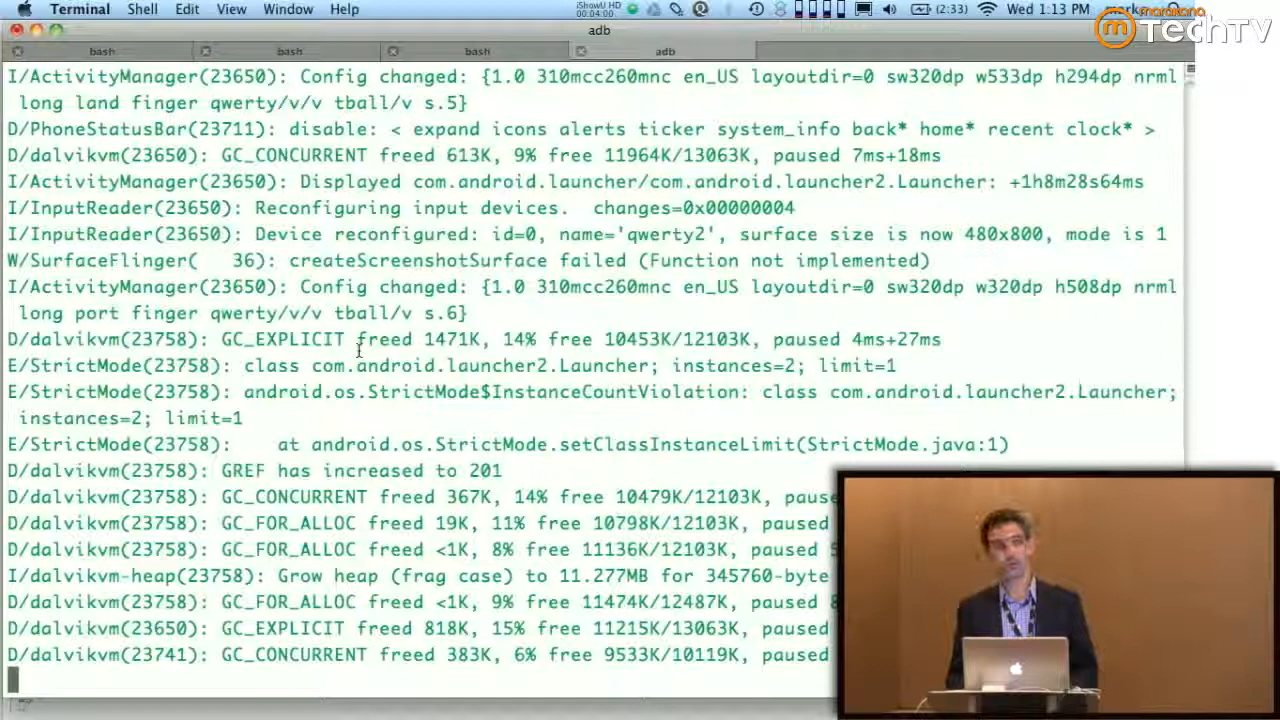 Terminal Shell Edit View Window Help iShowU HD 00:04:00 (2:33) Wed 1:13 PM
marakana
TechTV
adb
bash bash bash adb
I/ActivityManager(23650): Config changed: {1.0 310mcc260mnc en_US layoutdir=0 sw320dp w533dp h294dp nrml
long land finger qwerty/v/v tball/v s.5}
D/PhoneStatusBar(23711): disable: < expand icons alerts ticker system_info back* home* recent clock* >
D/dalvikvm(23650): GC_CONCURRENT freed 613K, 9% free 11964K/13063K, paused 7ms+18ms
I/ActivityManager(23650): Displayed com.android.launcher/com.android.launcher2.Launcher: +1h8m28s64ms
I/InputReader(23650): Reconfiguring input devices.  changes=0x00000004
I/InputReader(23650): Device reconfigured: id=0, name='qwerty2', surface size is now 480x800, mode is 1
W/SurfaceFlinger(   36): createScreenshotSurface failed (Function not implemented)
I/ActivityManager(23650): Config changed: {1.0 310mcc260mnc en_US layoutdir=0 sw320dp w320dp h508dp nrml
long port finger qwerty/v/v tball/v s.6}
D/dalvikvm(23758): GC_EXPLICIT freed 1471K, 14% free 10453K/12103K, paused 4ms+27ms
E/StrictMode(23758): class com.android.launcher2.Launcher; instances=2; limit=1
E/StrictMode(23758): android.os.StrictMode$InstanceCountViolation: class com.android.launcher2.Launcher;
instances=2; limit=1
E/StrictMode(23758):    at android.os.StrictMode.setClassInstanceLimit(StrictMode.java:1)
D/dalvikvm(23758): GREF has increased to 201
D/dalvikvm(23758): GC_CONCURRENT freed 367K, 14% free 10479K/12103K,
D/dalvikvm(23758): GC_FOR_ALLOC freed 19K, 11% free 10798K/12103K, paused
D/dalvikvm(23758): GC_FOR_ALLOC freed <1K, 8% free 11136K/12103K, paused
I/dalvikvm-heap(23758): Grow heap (frag case) to 11.277MB for 345760-byte
D/dalvikvm(23758): GC_FOR_ALLOC freed <1K, 9% free 11474K/12487K, paused
D/dalvikvm(23650): GC_EXPLICIT freed 818K, 15% free 11215K/13063K, paused
D/dalvikvm(23741): GC_CONCURRENT freed 383K, 6% free 9533K/10119K, paused